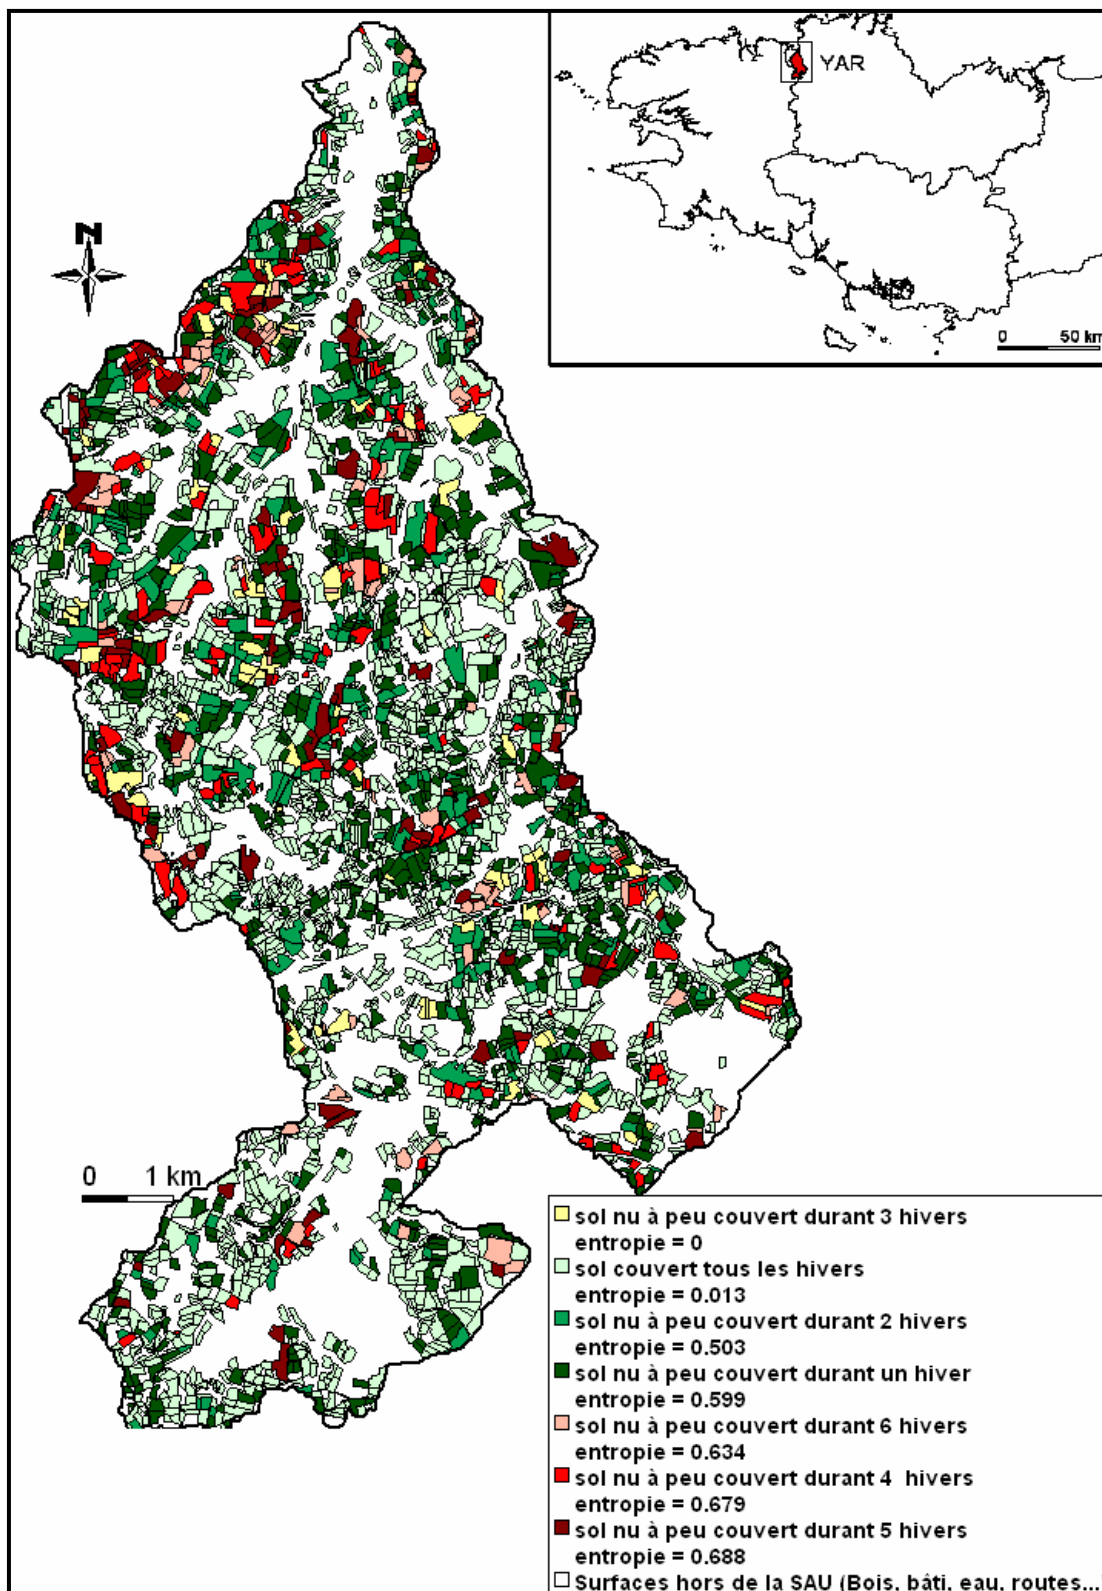 YAR
0 50 km
N
0 1 km
sol nu à peu couvert durant 3 hivers
entropie = 0
sol couvert tous les hivers
entropie = 0.013
sol nu à peu couvert durant 2 hivers
entropie = 0.503
sol nu à peu couvert durant un hiver
entropie = 0.599
sol nu à peu couvert durant 6 hivers
entropie = 0.634
sol nu à peu couvert durant 4 hivers
entropie = 0.679
sol nu à peu couvert durant 5 hivers
entropie = 0.688
Surfaces hors de la SAU (Bois, bâti, eau, routes...